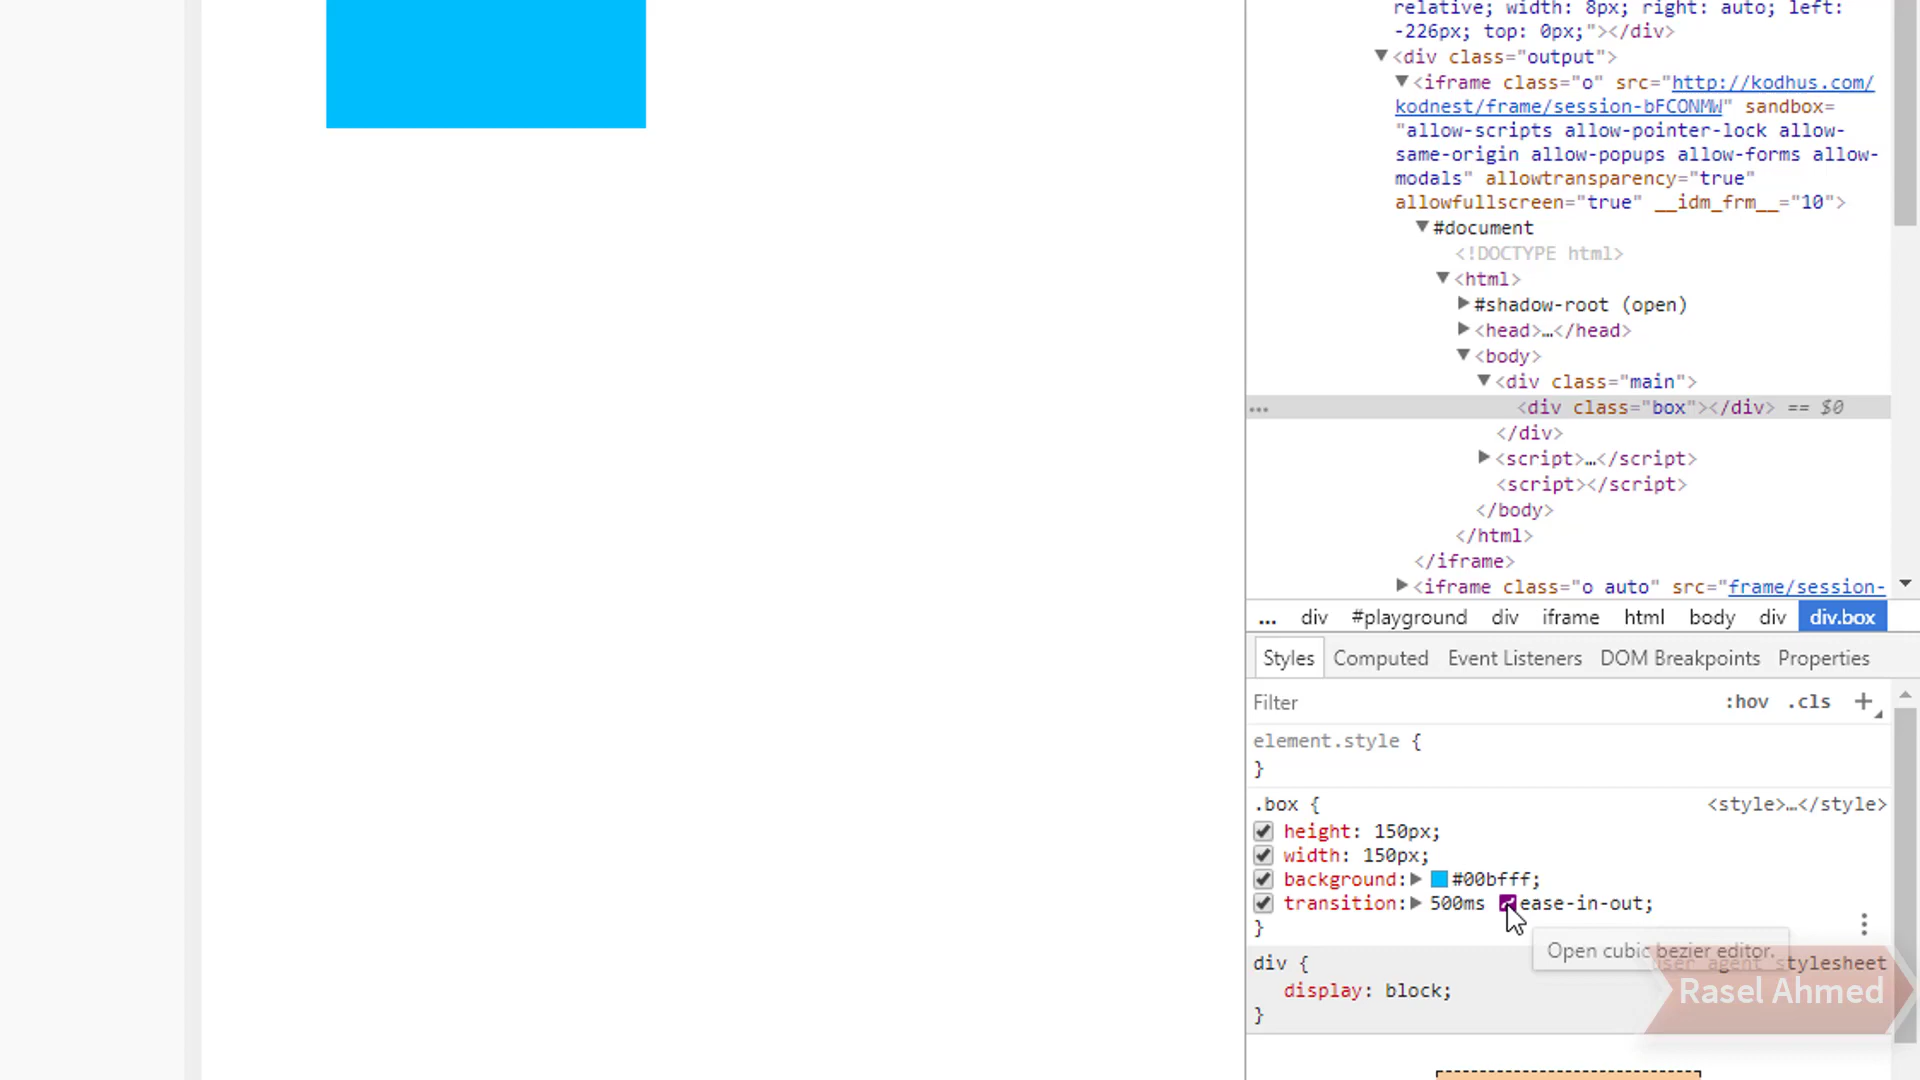 relative; width: 8px; right: auto; left:
-226px; top: 0px;"></div>
▼<div class="output">
▼<iframe class="o" src="http://kodhus.com/
kodnest/frame/session-bFCONMW" sandbox=
"allow-scripts allow-pointer-lock allow-
same-origin allow-popups allow-forms allow-
modals" allowtransparency="true"
allowfullscreen="true" __idm_frm__="10">
▼#document
<!DOCTYPE html>
▼<html>
▶#shadow-root (open)
▶<head>…</head>
▼<body>
▼<div class="main">
… <div class="box"></div> == $0
</div>
▶<script>…</script>
<script></script>
</body>
</html>
</iframe>
▶<iframe class="o auto" src="frame/session-
... div #playground div iframe html body div div.box
Styles Computed Event Listeners DOM Breakpoints Properties
Filter :hov .cls +
element.style {
}
.box { <style>…</style>
height: 150px;
width: 150px;
background:▶ #00bfff;
transition:▶ 500ms ease-in-out;
}
Open cubic bezier editor.
div { user agent stylesheet
display: block;
}
Rasel Ahmed